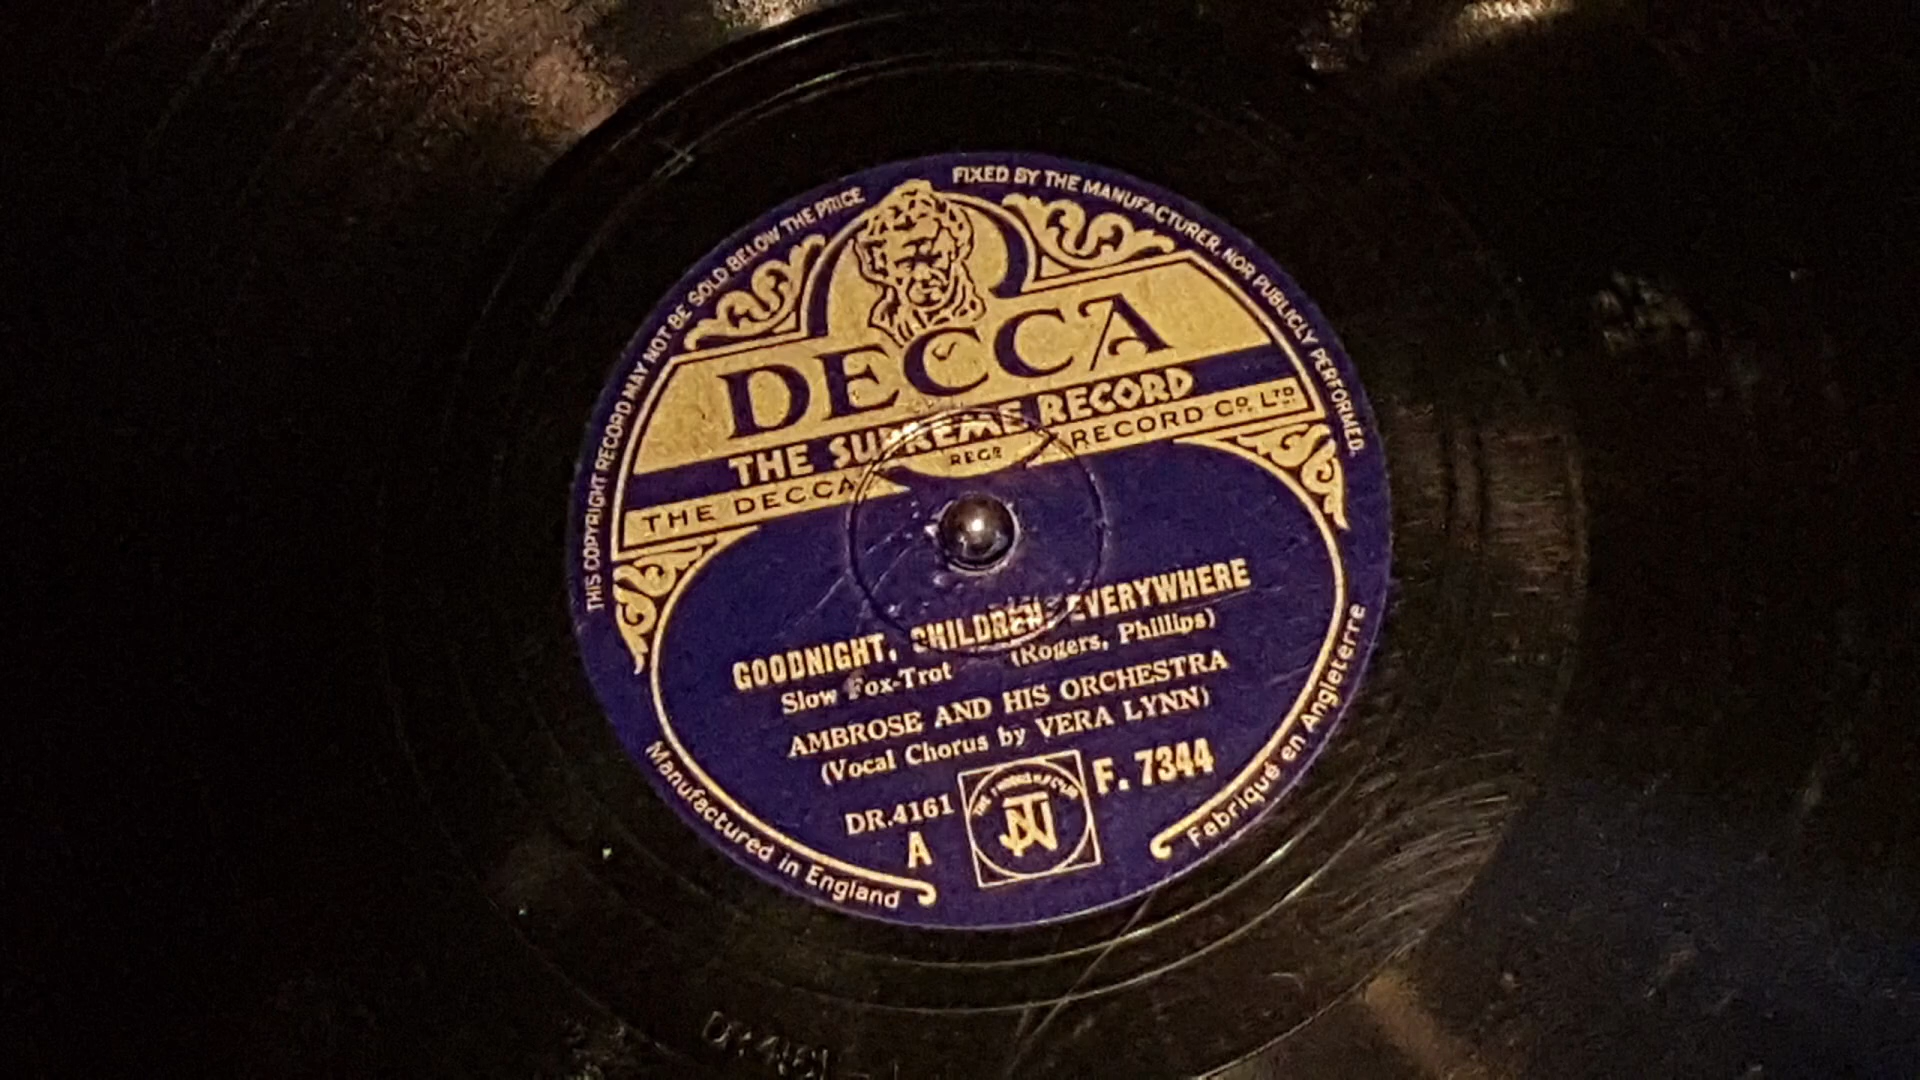 THIS COPYRIGHT RECORD MAY NOT BE SOLD BELOW THE PRICE FIXED BY THE MANUFACTURER, NOR PUBLICLY PERFORMED.
DECCA
THE SUPREME RECORD
REGD
THE DECCA RECORD CO. LTD
GOODNIGHT, CHILDREN, EVERYWHERE
Slow Fox-Trot (Rogers, Phillips)
AMBROSE AND HIS ORCHESTRA
(Vocal Chorus by VERA LYNN)
DR.4161 F. 7344
A
Manufactured in England
Fabriqué en Angleterre